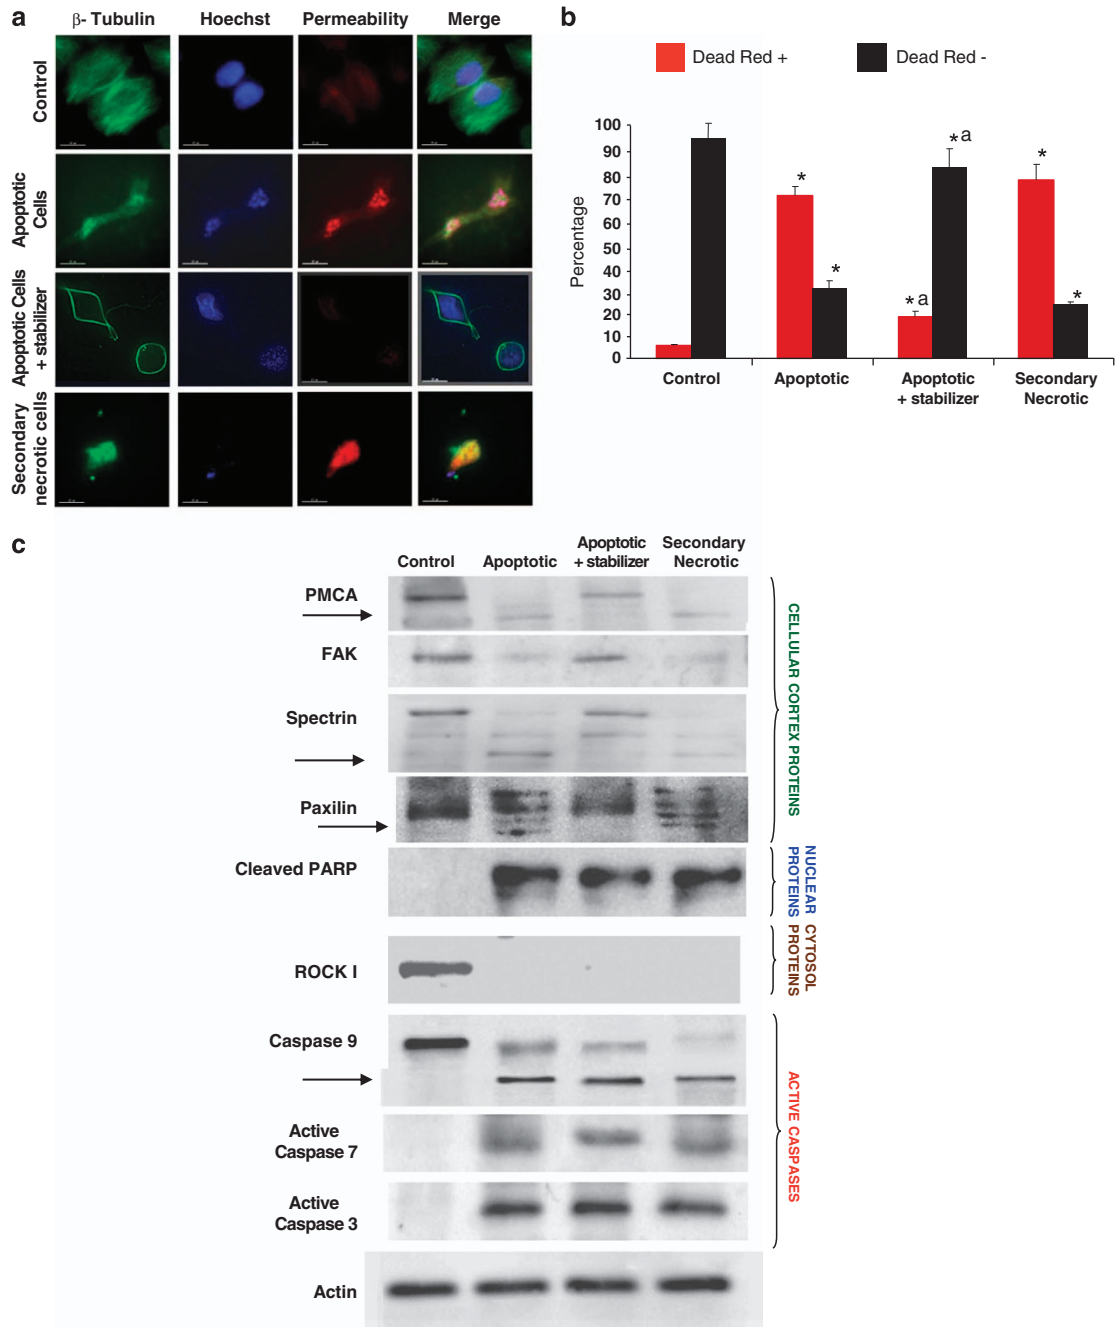 a
β- Tubulin
Hoechst
Permeability
Merge
Control
Apoptotic
Cells
Apoptotic Cells
+ stabilizer
Secondary
necrotic cells
b
Dead Red +
Dead Red -
Percentage
100
90
80
70
60
50
40
30
20
10
0
*
*
*a
*a
*
*
Control
Apoptotic
Apoptotic
+ stabilizer
Secondary
Necrotic
c
Control
Apoptotic
Apoptotic
+ stabilizer
Secondary
Necrotic
PMCA
FAK
Spectrin
Paxilin
Cleaved PARP
ROCK I
Caspase 9
Active
Caspase 7
Active
Caspase 3
Actin
CELLULAR CORTEX PROTEINS
NUCLEAR
PROTEINS
CYTOSOL
PROTEINS
ACTIVE CASPASES